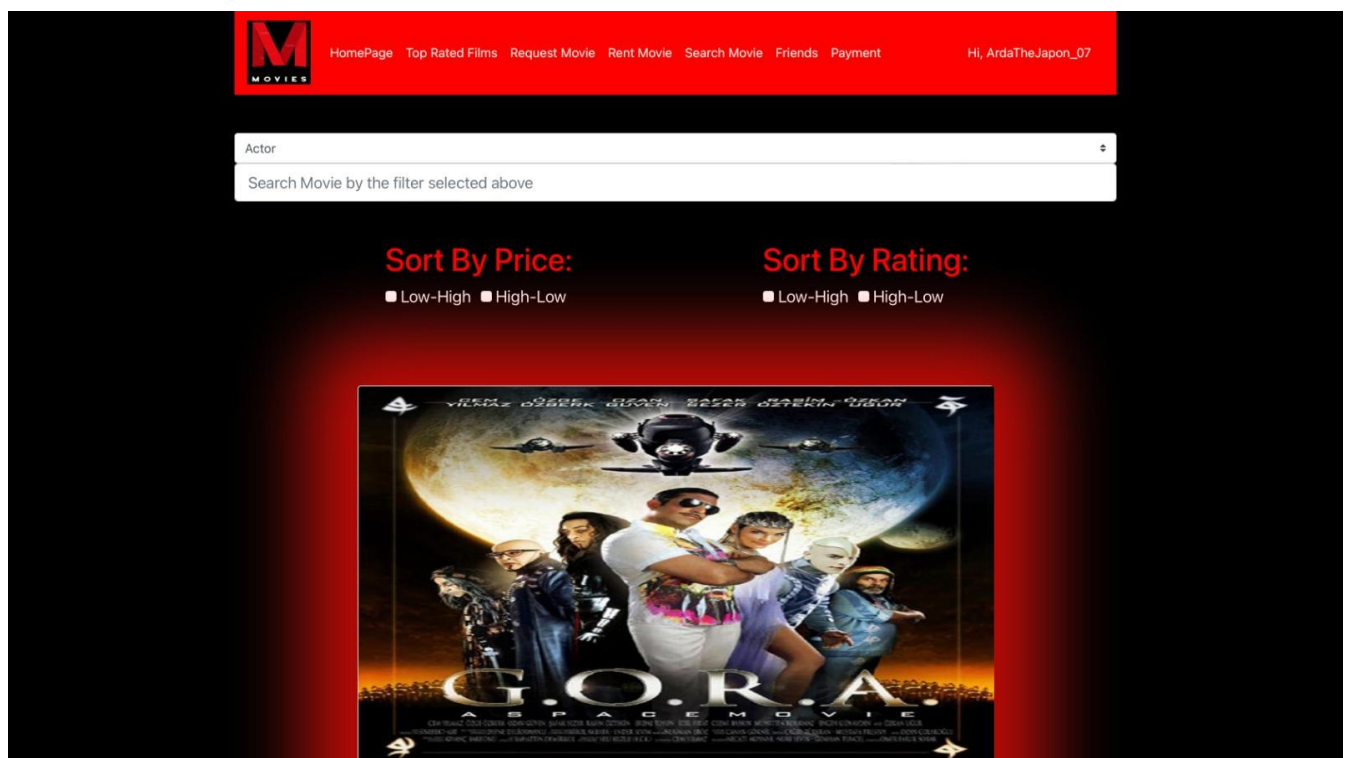 M
MOVIES
HomePage Top Rated Films Request Movie Rent Movie Search Movie Friends Payment Hi, ArdaTheJapon_07
Actor
Search Movie by the filter selected above
Sort By Price: Sort By Rating:
Low-High High-Low Low-High High-Low
CEM ÖZGE OZAN ŞAFAK RASİM ÖZKAN
YILMAZ ÖZBERK GÜVEN SEZER ÖZTEKİN UĞUR
G.O.R.A.
A SPACE MOVIE